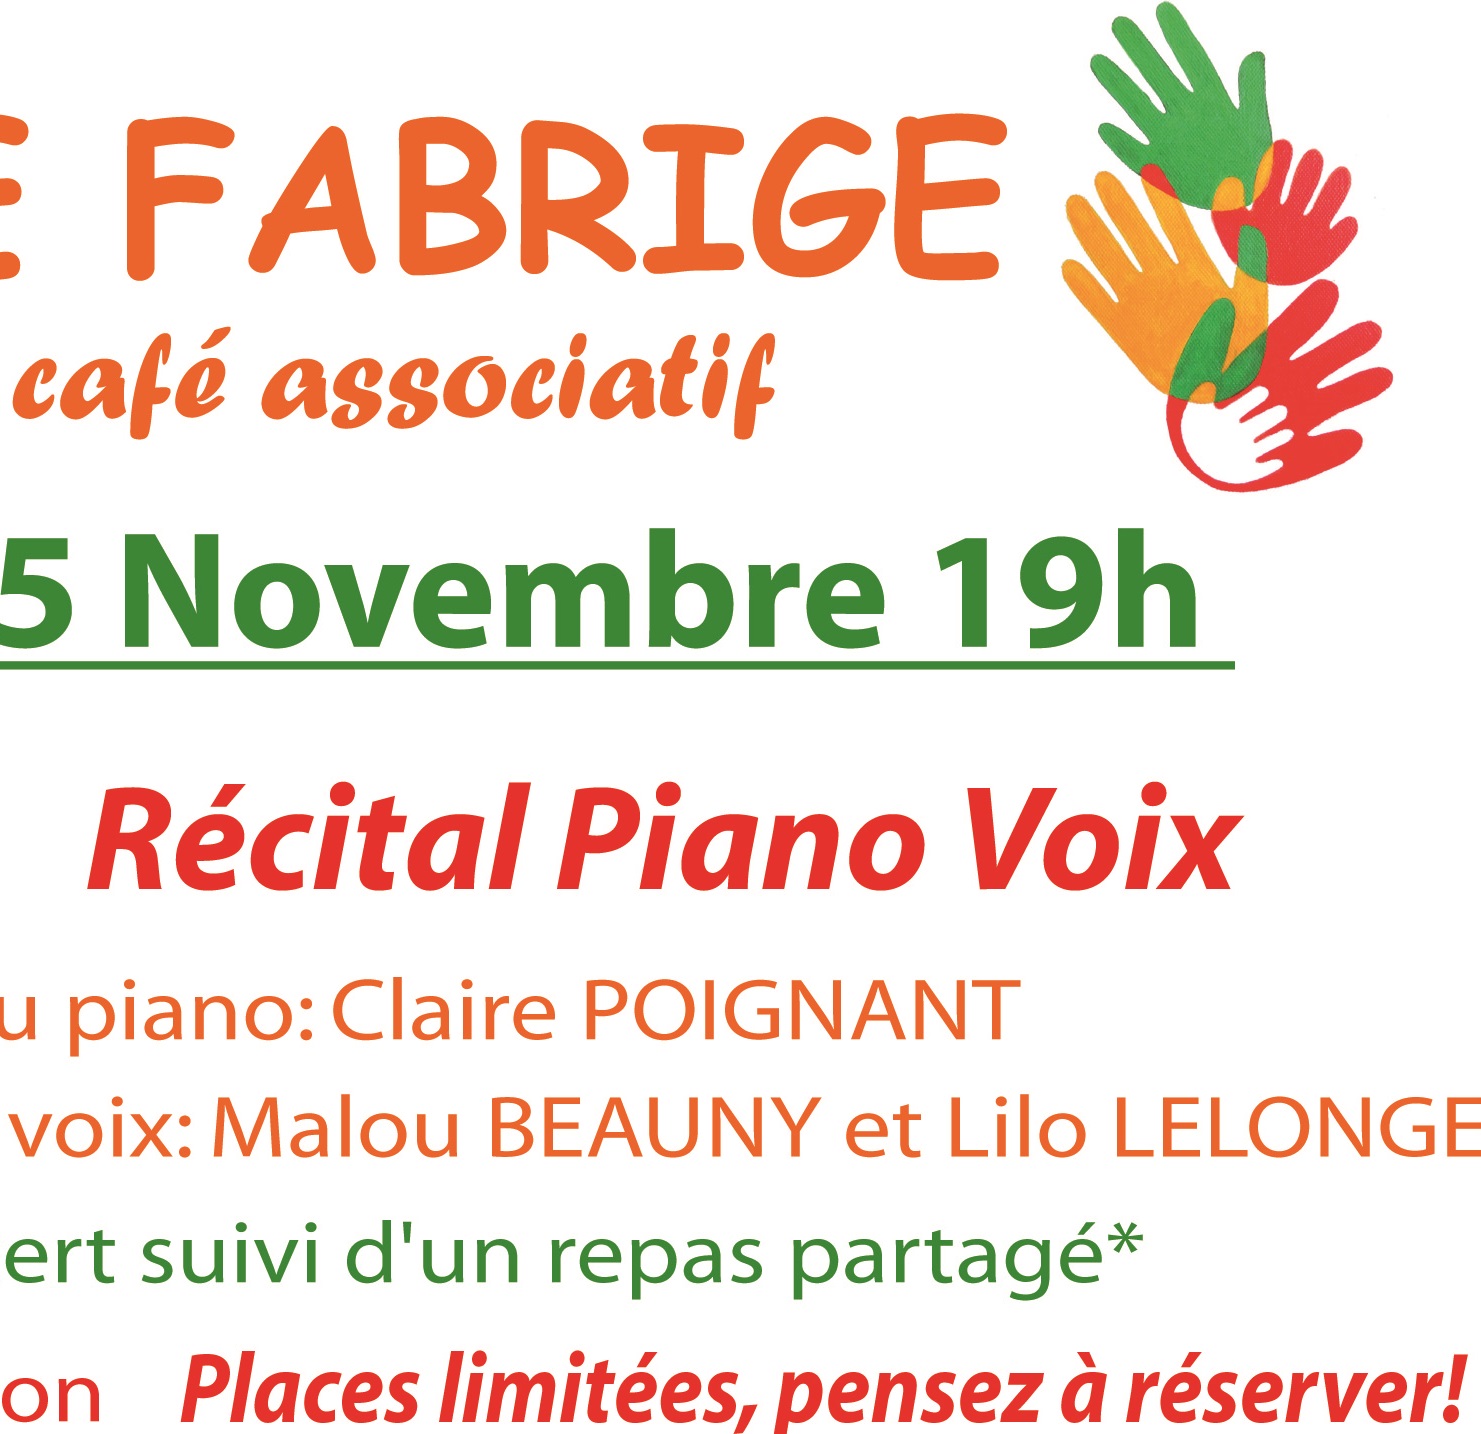 E FABRIGE
café associatif
5 Novembre 19h
Récital Piano Voix
u piano: Claire POIGNANT
voix: Malou BEAUNY et Lilo LELONGE
ert suivi d'un repas partagé*
on Places limitées, pensez à réserver!